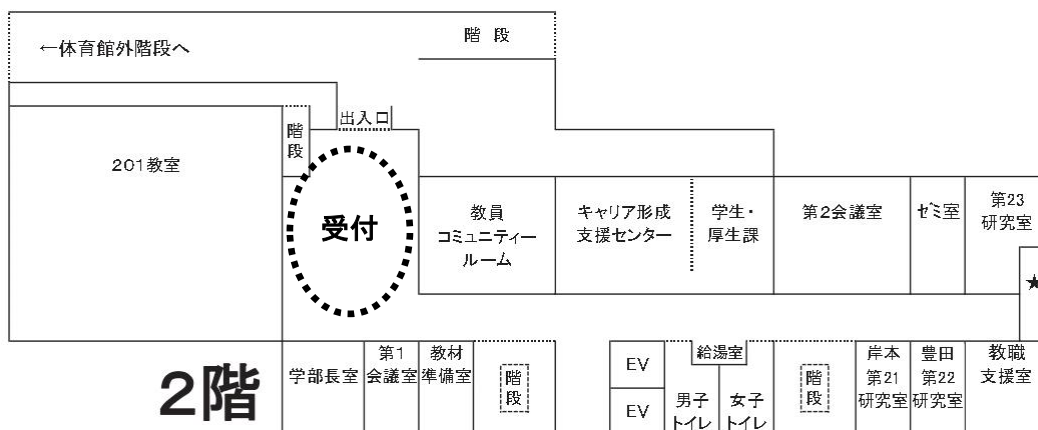 ←体育館外階段へ
階 段
出入口
階
段
201教室
受付
教員
コミュニティー
ルーム
キャリア形成
支援センター
学生・
厚生課
第2会議室
ゼミ室
第23
研究室
★
2階
学部長室
第1
会議室
教材
準備室
階
段
EV
EV
給湯室
男子
トイレ
女子
トイレ
階
段
岸本
第21
研究室
豊田
第22
研究室
教職
支援室